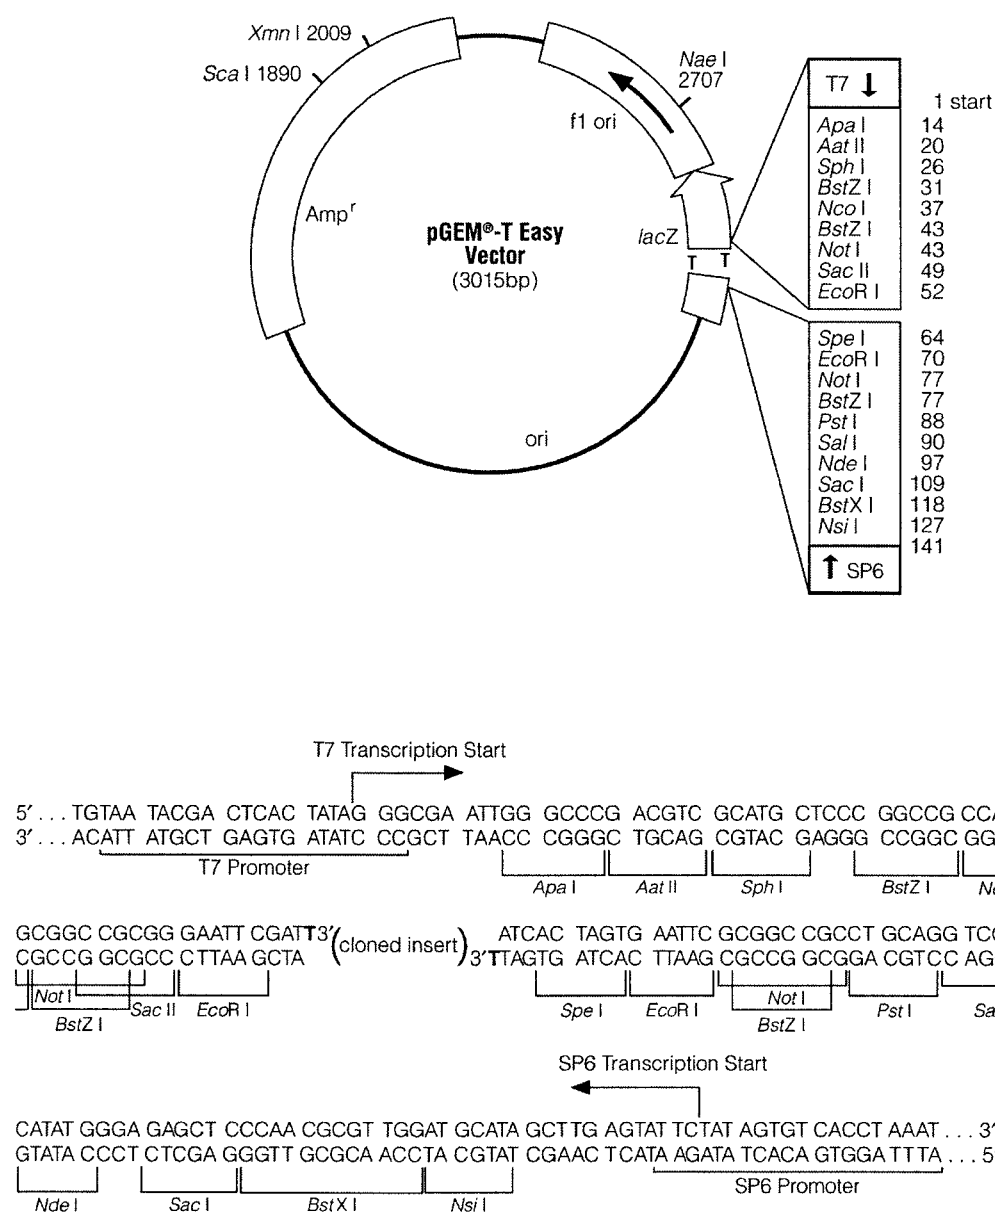 Xmn I 2009
Sca I 1890
Nae I
2707
f1 ori
Ampr
pGEM®-T Easy
Vector
(3015bp)
lacZ
T T
ori
T7 ↓
1 start
Apa I 14
Aat II 20
Sph I 26
BstZ I 31
Nco I 37
BstZ I 43
Not I 43
Sac II 49
EcoR I 52
Spe I 64
EcoR I 70
Not I 77
BstZ I 77
Pst I 88
Sal I 90
Nde I 97
Sac I 109
BstX I 118
Nsi I 127
141
↑ SP6
T7 Transcription Start
5′ . . . TGTAA TACGA CTCAC TATAG GGCGA ATTGG GCCCG ACGTC GCATG CTCCC GGCCG CCA
3′ . . . ACATT ATGCT GAGTG ATATC CCGCT TAACC CGGGC TGCAG CGTAC GAGGG CCGGC GG
T7 Promoter
Apa I Aat II Sph I BstZ I
GCGGC CGCGG GAATT CGATT3′ (cloned insert) ATCAC TAGTG AATTC GCGGC CGCCT GCAGG TCG
CGCCG GCGCC CTTAA GCTA 3′TTAGTG ATCAC TTAAG CGCCG GCGGA CGTCC AG
Not I Sac II EcoR I Spe I EcoR I Not I Pst I Sa
BstZ I BstZ I
SP6 Transcription Start
CATAT GGGA GAGCT CCCAA CGCGT TGGAT GCATA GCTTG AGTAT TCTAT AGTGT CACCT AAAT . . . 3′
GTATA CCCT CTCGA GGGTT GCGCA ACCTA CGTAT CGAAC TCATA AGATA TCACA GTGGA TTTA . . . 5
Nde I Sac I BstX I Nsi I SP6 Promoter